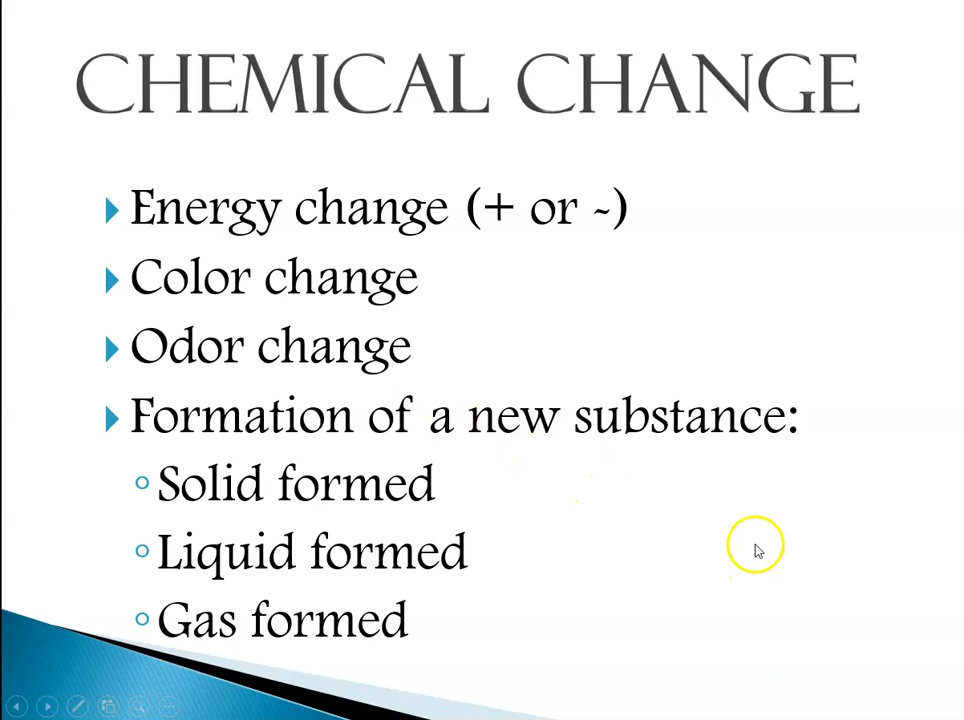 CHEMICAL CHANGE
Energy change (+ or -)
Color change
Odor change
Formation of a new substance:
Solid formed
Liquid formed
Gas formed